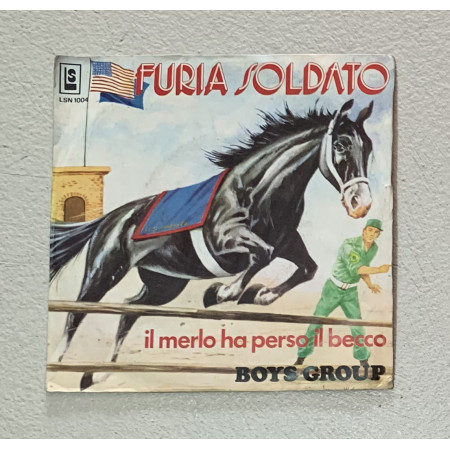 LS
LSN 1004
FURIA SOLDATO
il merlo ha perso il becco
BOYS GROUP